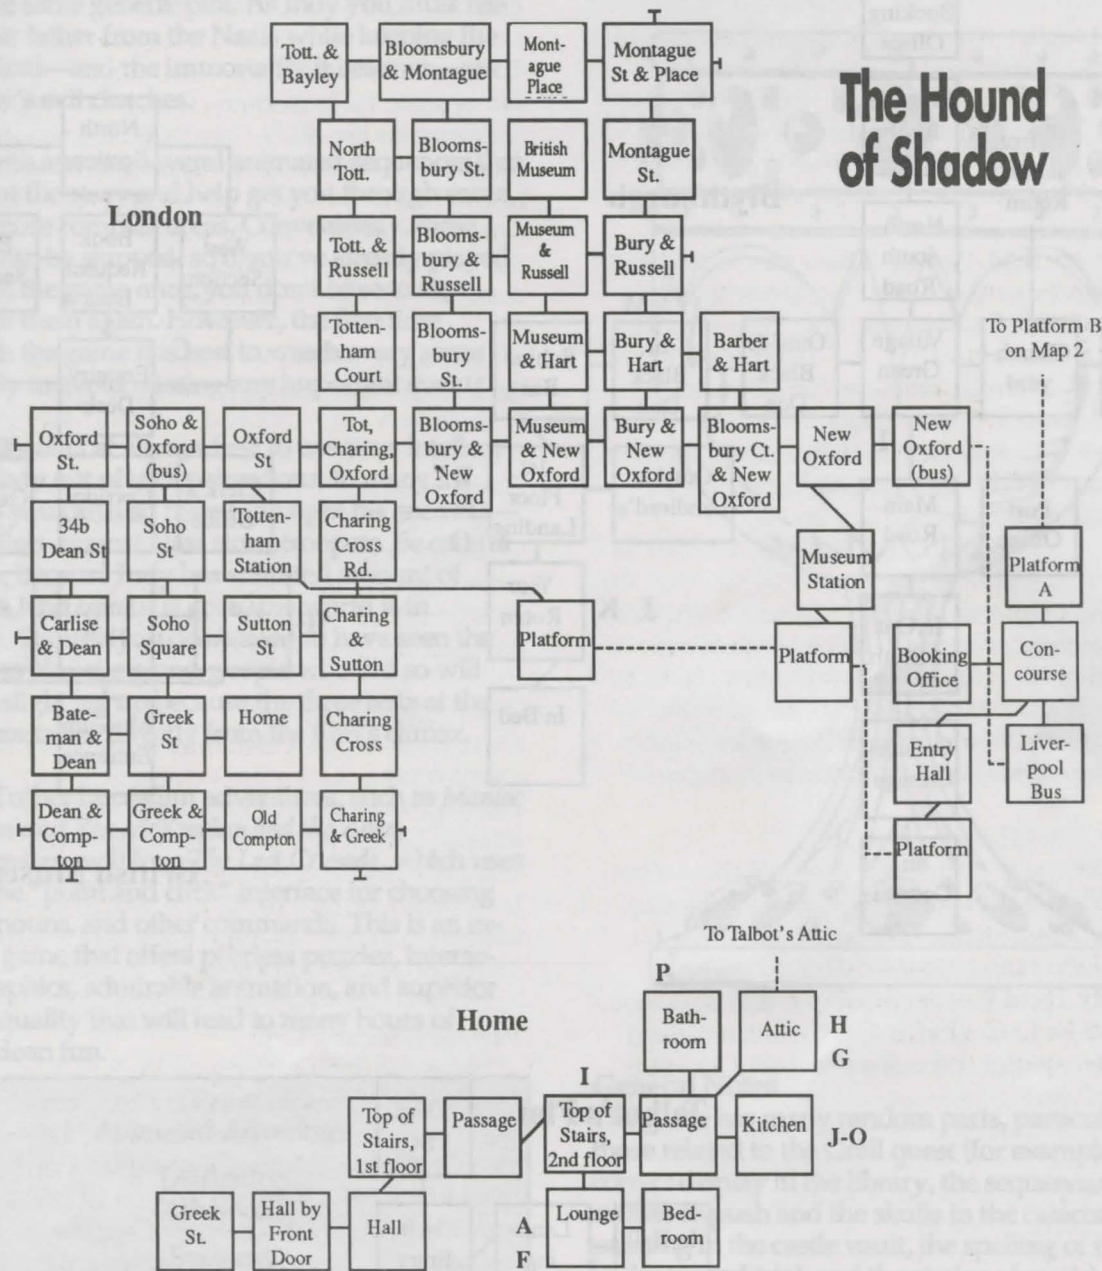 The Hound
of Shadow
London
Tott. &
Bayley
Bloomsbury
& Montague
Mont-
ague
Place
Montague
St & Place
North
Tott.
Blooms-
bury St.
British
Museum
Montague
St.
Tott. &
Russell
Blooms-
bury &
Russell
Museum
&
Russell
Bury &
Russell
Totten-
ham
Court
Blooms-
bury
St.
Museum
& Hart
Bury &
Hart
Barber
& Hart
To Platform B
on Map 2
Oxford
St.
Soho &
Oxford
(bus)
Oxford
St
Tot,
Charing,
Oxford
Blooms-
bury &
New
Oxford
Museum
& New
Oxford
Bury &
New
Oxford
Blooms-
bury Ct.
& New
Oxford
New
Oxford
New
Oxford
(bus)
34b
Dean St
Soho
St
Totten-
ham
Station
Charing
Cross
Rd.
Museum
Station
Platform
A
Carlise
& Dean
Soho
Square
Sutton
St
Charing
&
Sutton
Platform
Platform
Booking
Office
Con-
course
Bate-
man &
Dean
Greek
St
Home
Charing
Cross
Entry
Hall
Liver-
pool
Bus
Dean &
Comp-
ton
Greek &
Comp-
ton
Old
Compton
Charing
& Greek
Platform
To Talbot's Attic
Home
P
Bath-
room
Attic
H
G
I
Top of
Stairs,
1st floor
Passage
Top of
Stairs,
2nd floor
Passage
Kitchen
J-O
Greek
St.
Hall by
Front
Door
Hall
A
F
Lounge
Bed-
room